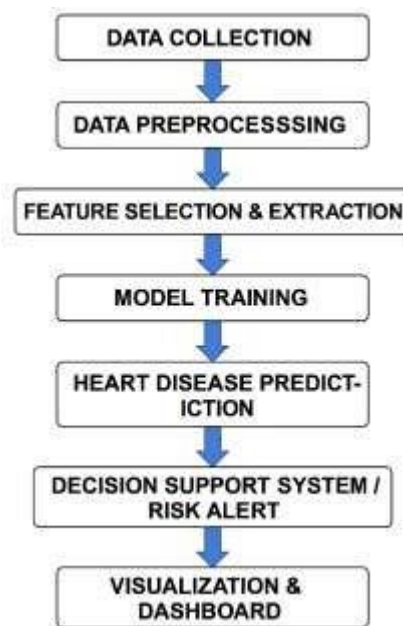 DATA COLLECTION
DATA PREPROCESSSING
FEATURE SELECTION & EXTRACTION
MODEL TRAINING
HEART DISEASE PREDICT-
ICTION
DECISION SUPPORT SYSTEM /
RISK ALERT
VISUALIZATION &
DASHBOARD